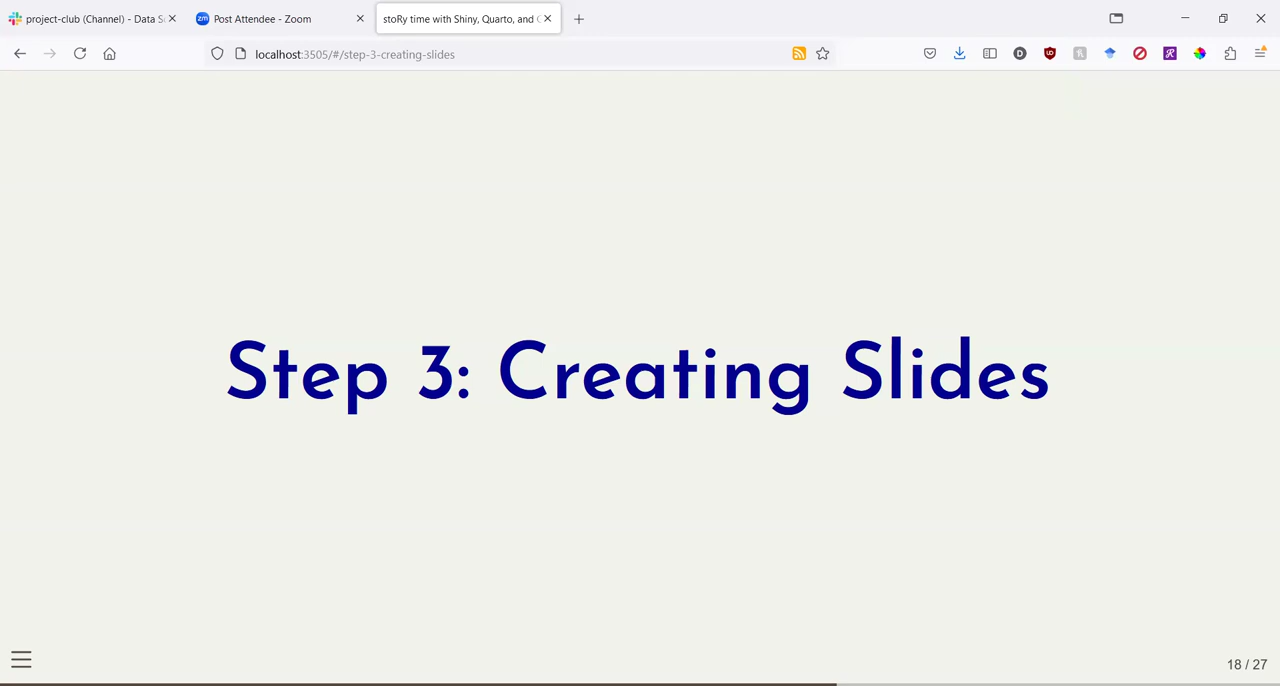 project-club (Channel) - Data S
Post Attendee - Zoom
stoRy time with Shiny, Quarto, and
localhost:3505/#/step-3-creating-slides
Step 3: Creating Slides
18 / 27